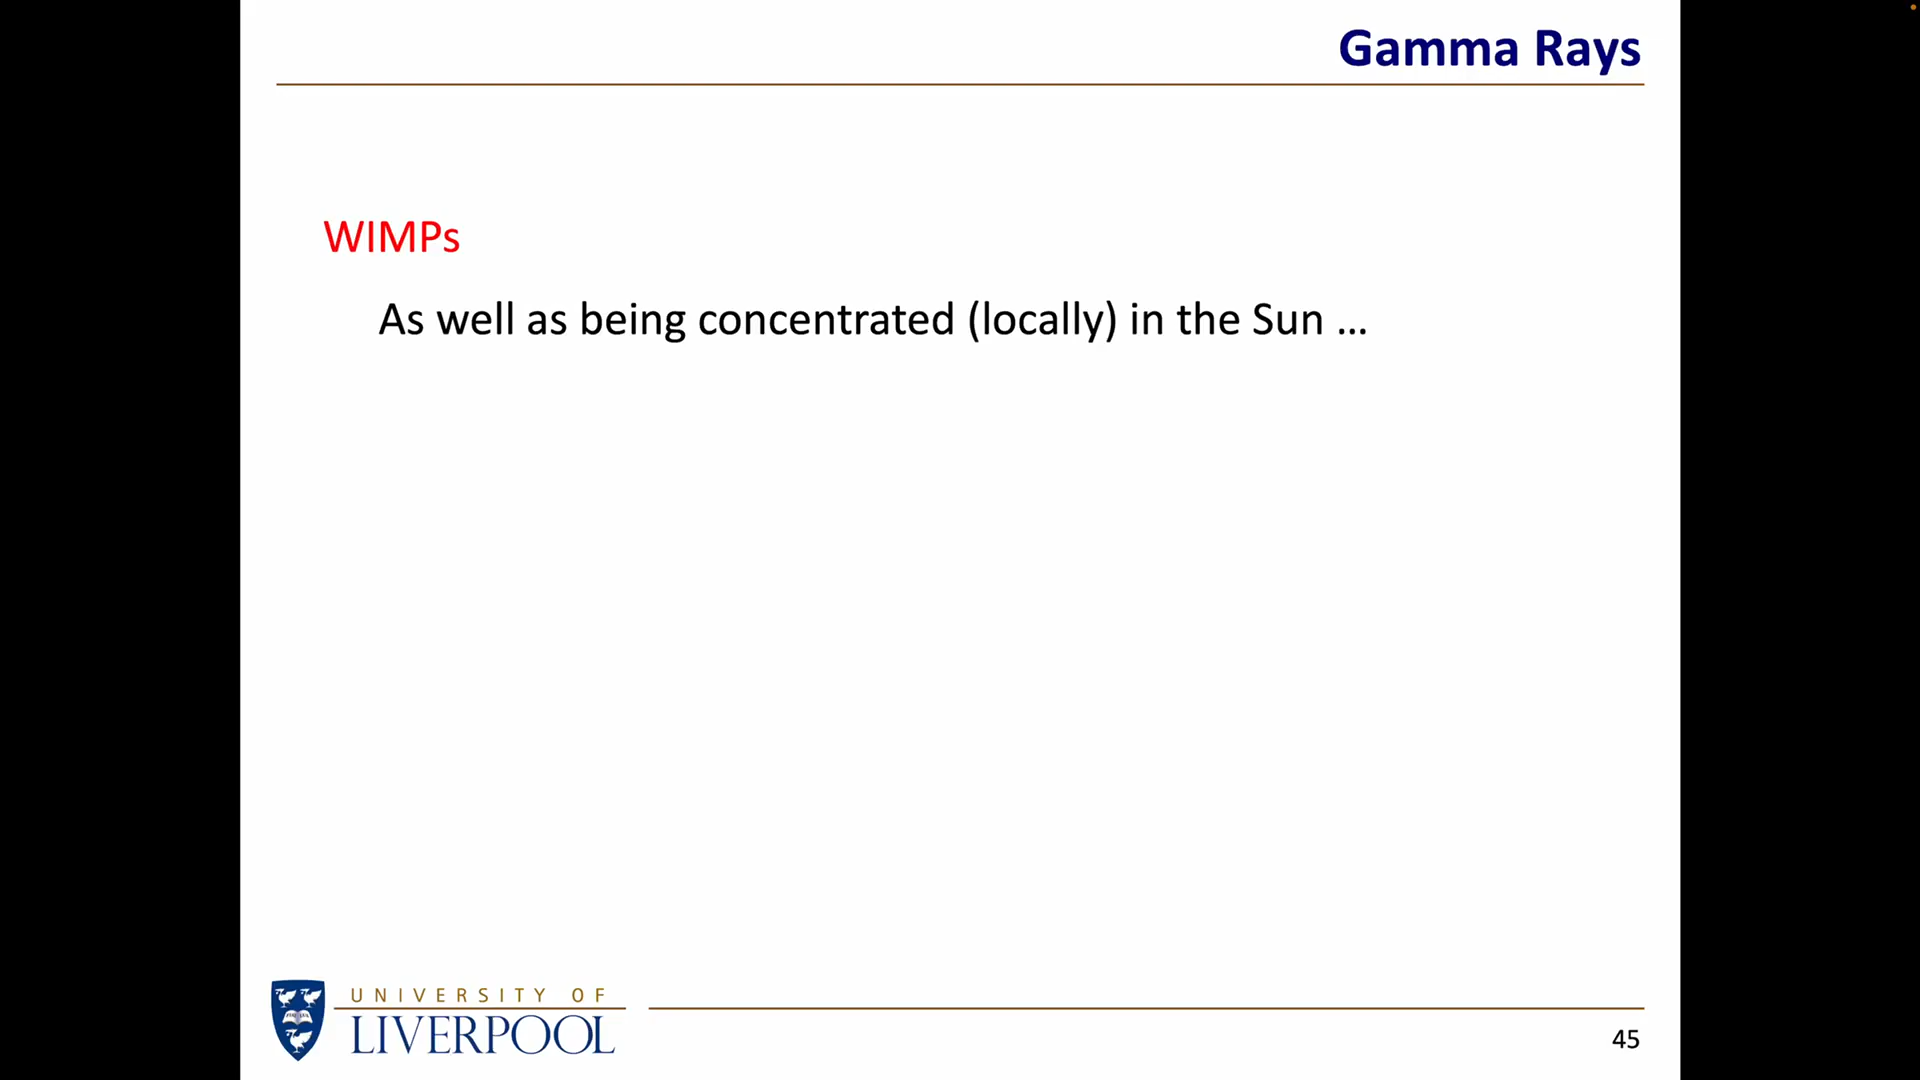 Gamma Rays
WIMPs
As well as being concentrated (locally) in the Sun ...
UNIVERSITY OF
LIVERPOOL
45